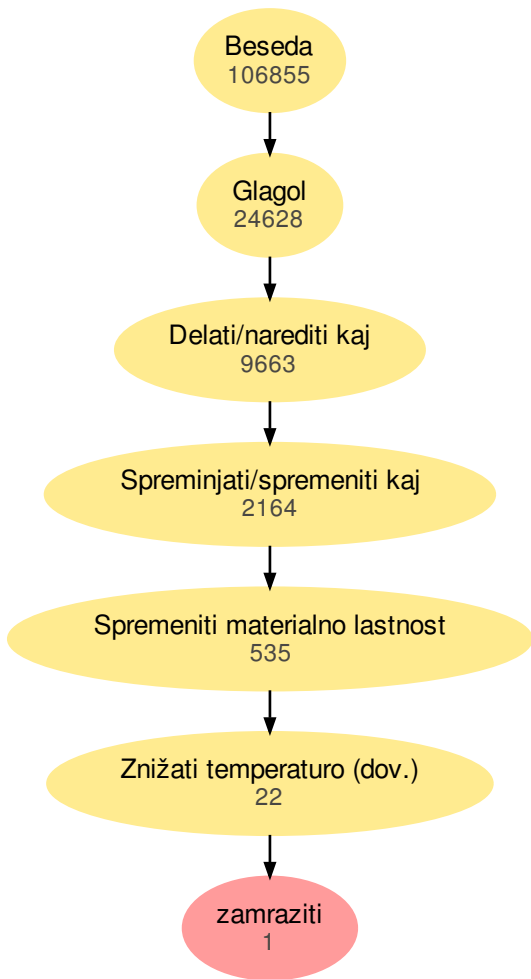 Beseda
106855
Glagol
24628
Delati/narediti kaj
9663
Spreminjati/spremeniti kaj
2164
Spremeniti materialno lastnost
535
Znižati temperaturo (dov.)
22
zamraziti
1